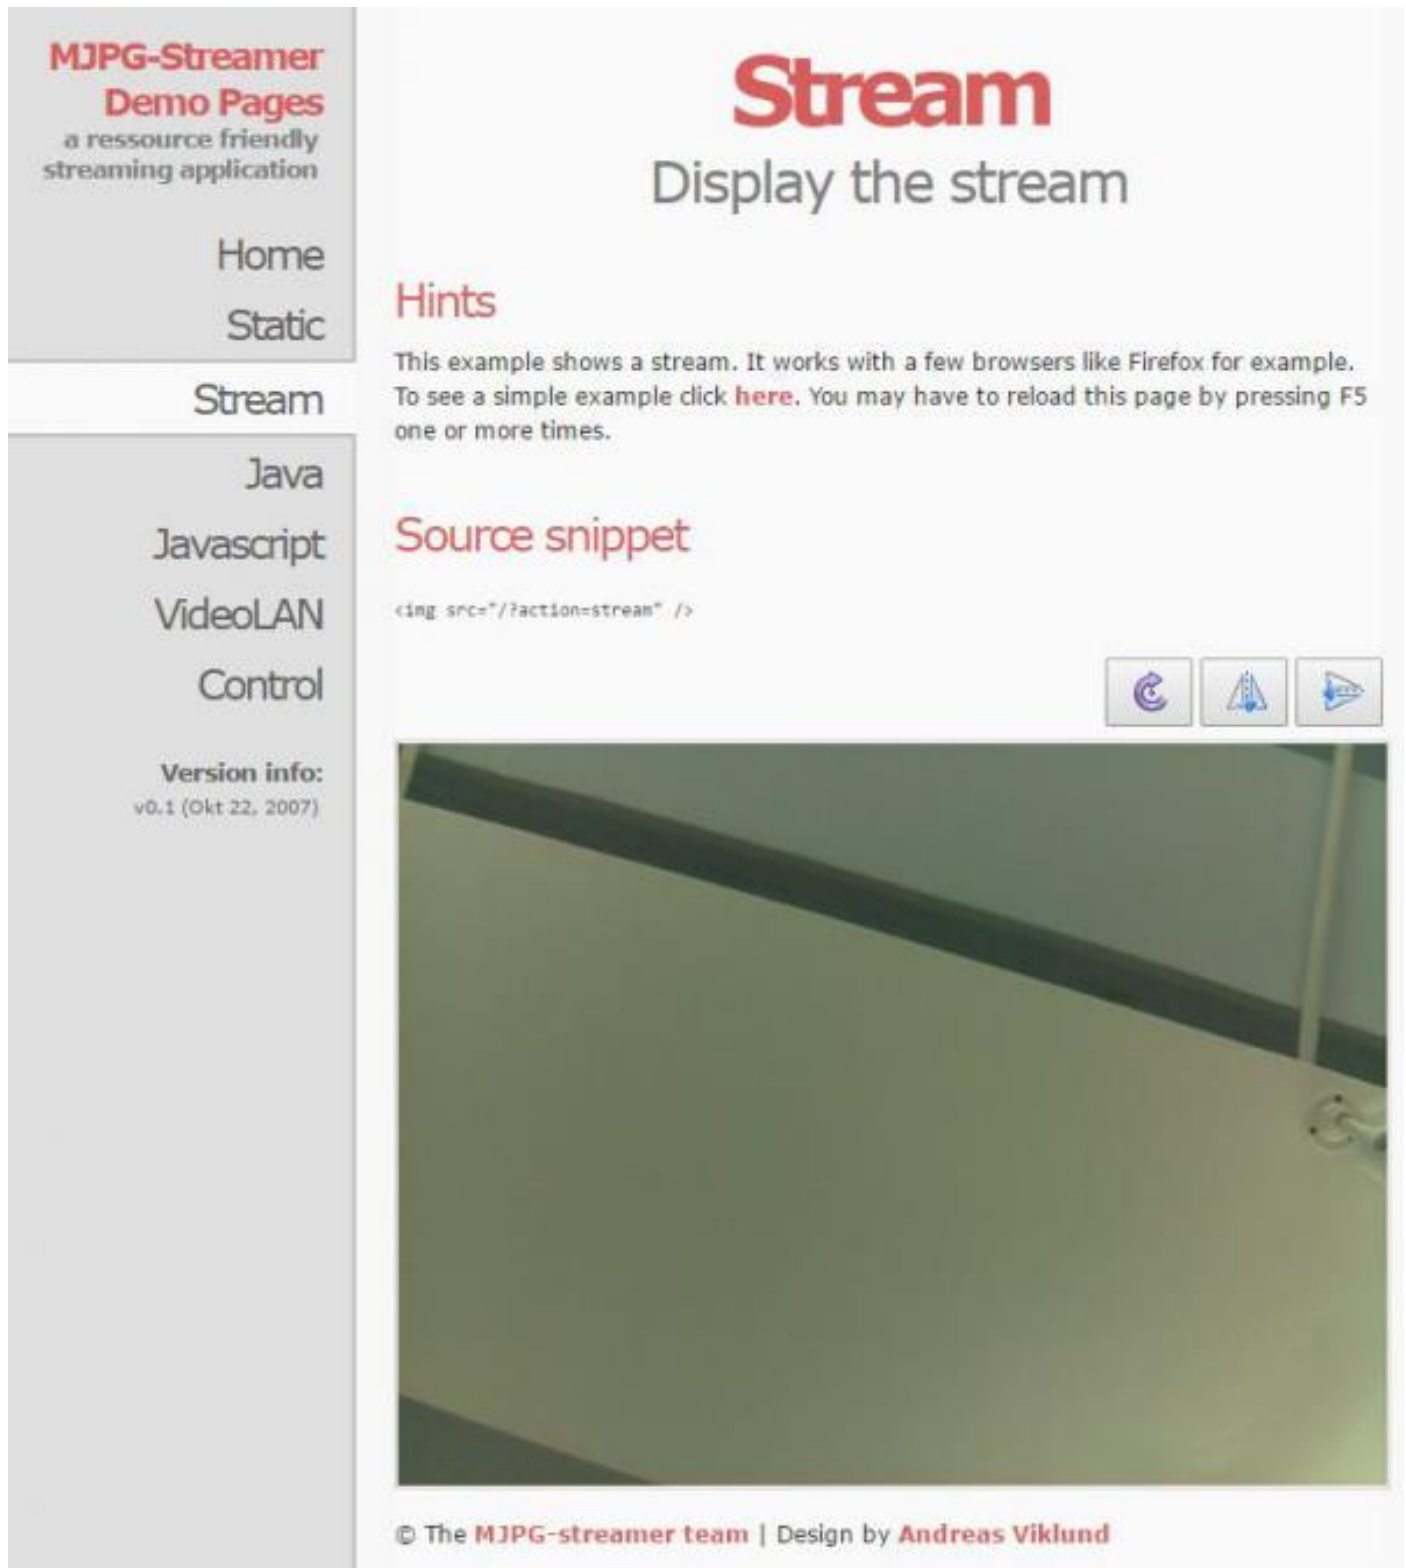 MJPG-Streamer
Demo Pages
a ressource friendly
streaming application
Home
Static
Stream
Java
Javascript
VideoLAN
Control
Version info:
v0.1 (Okt 22, 2007)
Stream
Display the stream
Hints
This example shows a stream. It works with a few browsers like Firefox for example.
To see a simple example click here. You may have to reload this page by pressing F5
one or more times.
Source snippet
<img src="/?action=stream" />
© The MJPG-streamer team | Design by Andreas Viklund